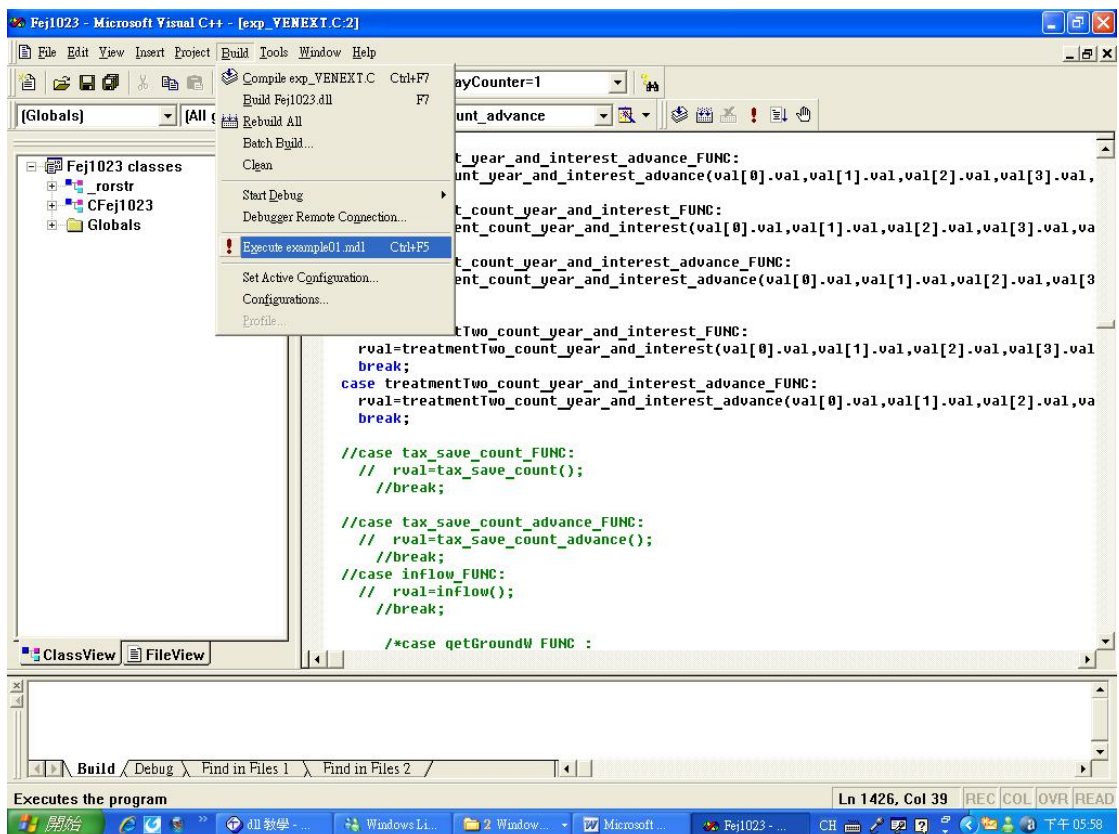 Fej1023 - Microsoft Visual C++ - [exp_VENEXT.C:2]
File Edit View Insert Project Build Tools Window Help
Compile exp_VENEXT.C Ctrl+F7
Build Fej1023.dll F7
Rebuild All
Batch Build...
Clean
Start Debug
Debugger Remote Connection...
Execute example01.mdl Ctrl+F5
Set Active Configuration...
Configurations...
Profile...
ayCounter=1
(Globals)
(All g
unt_advance
Fej1023 classes
_rorstr
CFej1023
Globals
t_year_and_interest_advance_FUNC:
unt_year_and_interest_advance(val[0].val,val[1].val,val[2].val,val[3].val,
t_count_year_and_interest_FUNC:
ent_count_year_and_interest(val[0].val,val[1].val,val[2].val,val[3].val,va
t_count_year_and_interest_advance_FUNC:
ent_count_year_and_interest_advance(val[0].val,val[1].val,val[2].val,val[3
tTwo_count_year_and_interest_FUNC:
rval=treatmentTwo_count_year_and_interest(val[0].val,val[1].val,val[2].val,val[3].val
break;
case treatmentTwo_count_year_and_interest_advance_FUNC:
rval=treatmentTwo_count_year_and_interest_advance(val[0].val,val[1].val,val[2].val,va
break;
//case tax_save_count_FUNC:
// rval=tax_save_count();
//break;
//case tax_save_count_advance_FUNC:
// rval=tax_save_count_advance();
//break;
//case inflow_FUNC:
// rval=inflow();
//break;
/*case getGroundW_FUNC :
ClassView FileView
Build Debug Find in Files 1 Find in Files 2
Executes the program
Ln 1426, Col 39 REC COL OVR READ
開始 dll 教學 - ... Windows Li... 2 Window... Microsoft ... Fej1023 - ... CH 下午 05:58